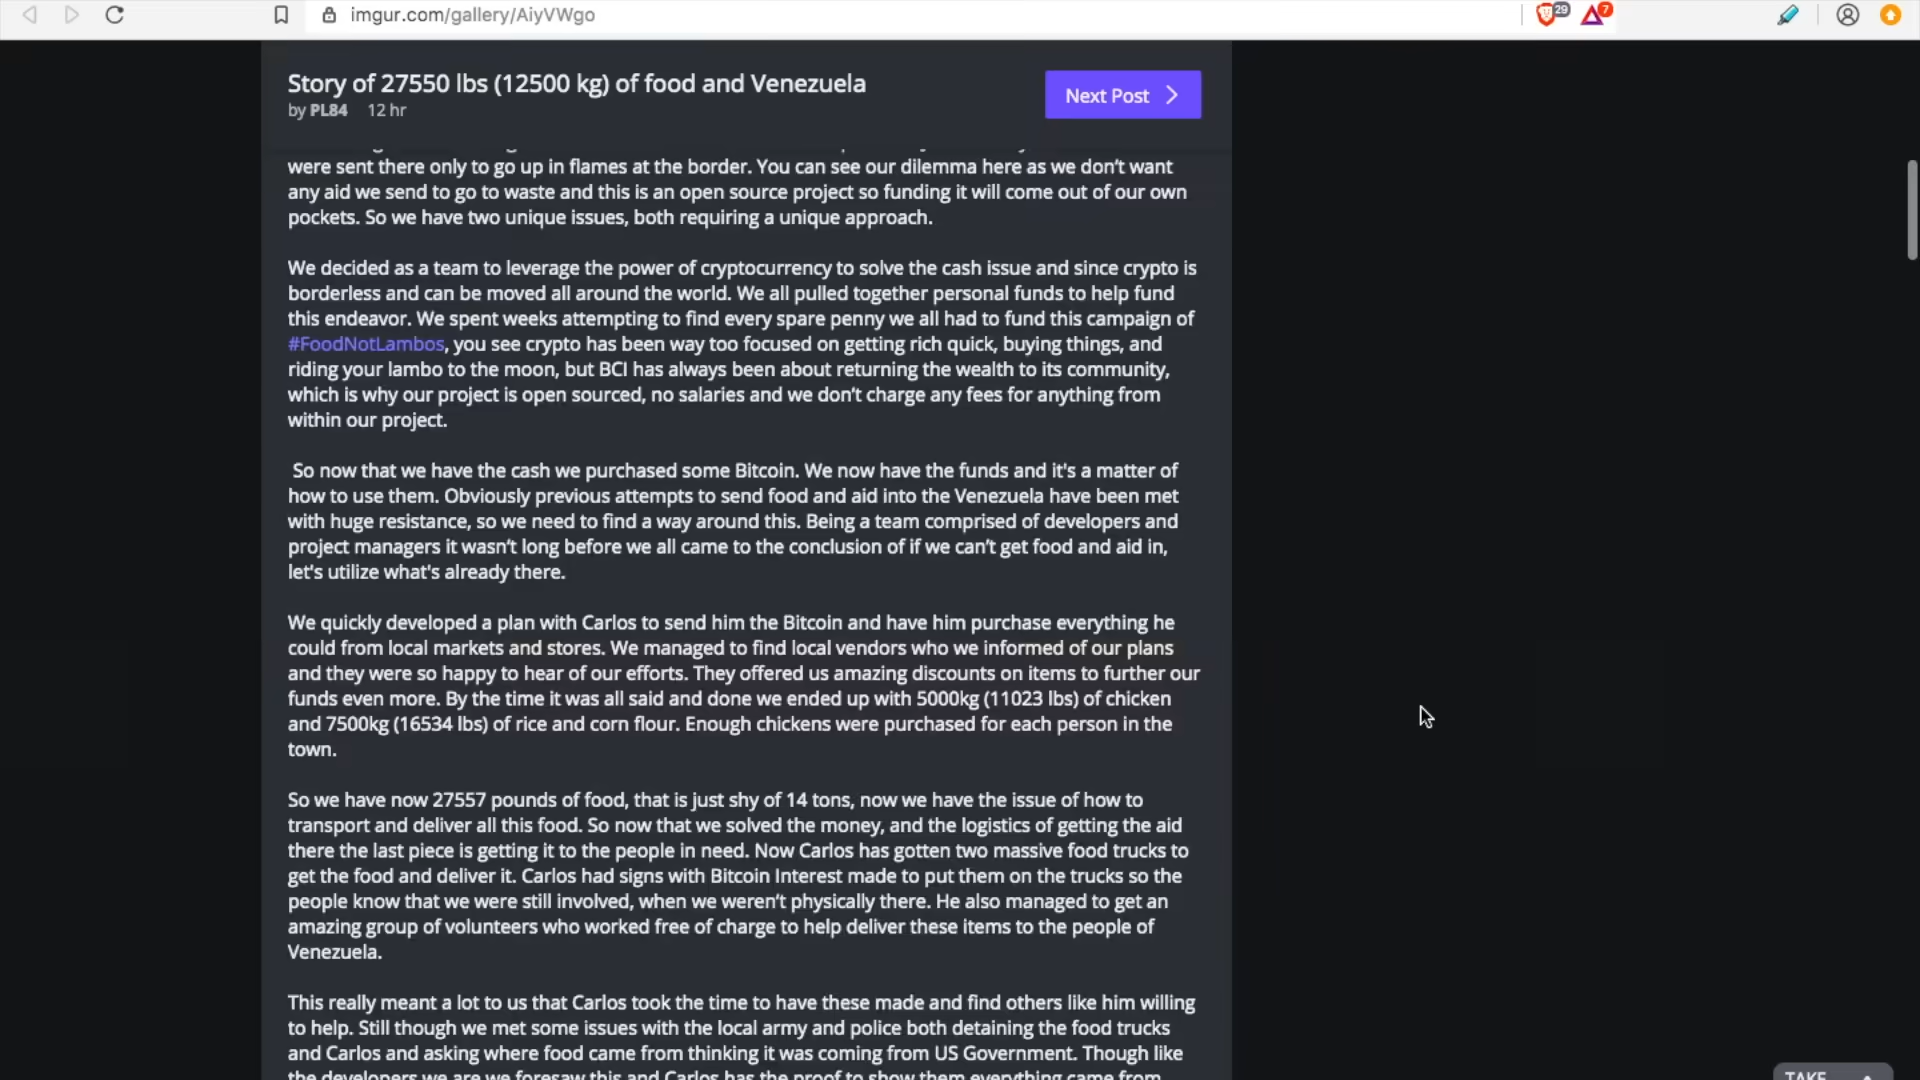 imgur.com/gallery/AiyVWgo
29
7
Story of 27550 lbs (12500 kg) of food and Venezuela
by PL84 12 hr
Next Post
were sent there only to go up in flames at the border. You can see our dilemma here as we don’t want
any aid we send to go to waste and this is an open source project so funding it will come out of our own
pockets. So we have two unique issues, both requiring a unique approach.
We decided as a team to leverage the power of cryptocurrency to solve the cash issue and since crypto is
borderless and can be moved all around the world. We all pulled together personal funds to help fund
this endeavor. We spent weeks attempting to find every spare penny we all had to fund this campaign of
#FoodNotLambos, you see crypto has been way too focused on getting rich quick, buying things, and
riding your lambo to the moon, but BCI has always been about returning the wealth to its community,
which is why our project is open sourced, no salaries and we don’t charge any fees for anything from
within our project.
So now that we have the cash we purchased some Bitcoin. We now have the funds and it's a matter of
how to use them. Obviously previous attempts to send food and aid into the Venezuela have been met
with huge resistance, so we need to find a way around this. Being a team comprised of developers and
project managers it wasn’t long before we all came to the conclusion of if we can’t get food and aid in,
let's utilize what's already there.
We quickly developed a plan with Carlos to send him the Bitcoin and have him purchase everything he
could from local markets and stores. We managed to find local vendors who we informed of our plans
and they were so happy to hear of our efforts. They offered us amazing discounts on items to further our
funds even more. By the time it was all said and done we ended up with 5000kg (11023 lbs) of chicken
and 7500kg (16534 lbs) of rice and corn flour. Enough chickens were purchased for each person in the
town.
So we have now 27557 pounds of food, that is just shy of 14 tons, now we have the issue of how to
transport and deliver all this food. So now that we solved the money, and the logistics of getting the aid
there the last piece is getting it to the people in need. Now Carlos has gotten two massive food trucks to
get the food and deliver it. Carlos had signs with Bitcoin Interest made to put them on the trucks so the
people know that we were still involved, when we weren’t physically there. He also managed to get an
amazing group of volunteers who worked free of charge to help deliver these items to the people of
Venezuela.
This really meant a lot to us that Carlos took the time to have these made and find others like him willing
to help. Still though we met some issues with the local army and police both detaining the food trucks
and Carlos and asking where food came from thinking it was coming from US Government. Though like
the developers we are we foresaw this and Carlos has the proof to show them everything came from
TAKE